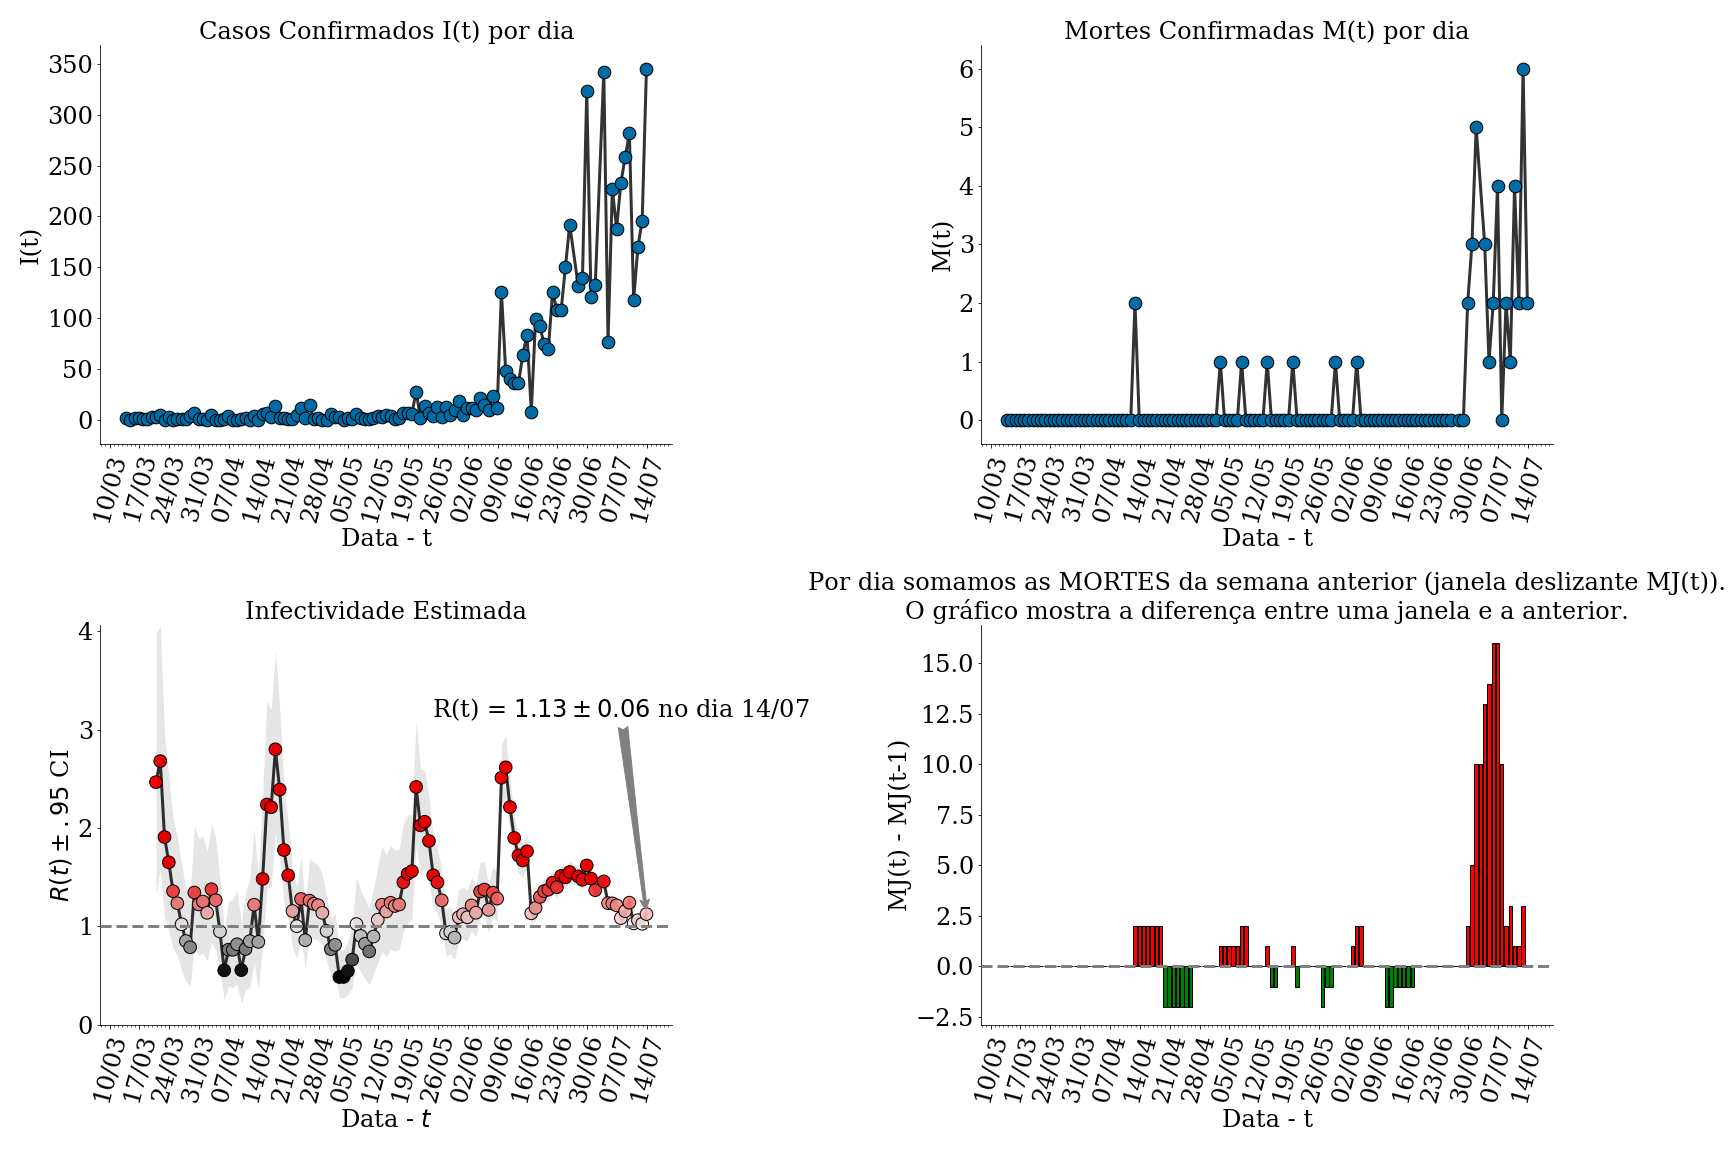 Casos Confirmados I(t) por dia
I(t)
350
300
250
200
150
100
50
0
10/03 17/03 24/03 31/03 07/04 14/04 21/04 28/04 05/05 12/05 19/05 26/05 02/06 09/06 16/06 23/06 30/06 07/07 14/07
Data - t
Mortes Confirmadas M(t) por dia
M(t)
6
5
4
3
2
1
0
10/03 17/03 24/03 31/03 07/04 14/04 21/04 28/04 05/05 12/05 19/05 26/05 02/06 09/06 16/06 23/06 30/06 07/07 14/07
Data - t
Infectividade Estimada
R(t) ± .95 CI
4
3
2
1
0
R(t) = 1.13 ± 0.06 no dia 14/07
10/03 17/03 24/03 31/03 07/04 14/04 21/04 28/04 05/05 12/05 19/05 26/05 02/06 09/06 16/06 23/06 30/06 07/07 14/07
Data - t
Por dia somamos as MORTES da semana anterior (janela deslizante MJ(t)).
O gráfico mostra a diferença entre uma janela e a anterior.
MJ(t) - MJ(t-1)
15.0
12.5
10.0
7.5
5.0
2.5
0.0
−2.5
10/03 17/03 24/03 31/03 07/04 14/04 21/04 28/04 05/05 12/05 19/05 26/05 02/06 09/06 16/06 23/06 30/06 07/07 14/07
Data - t